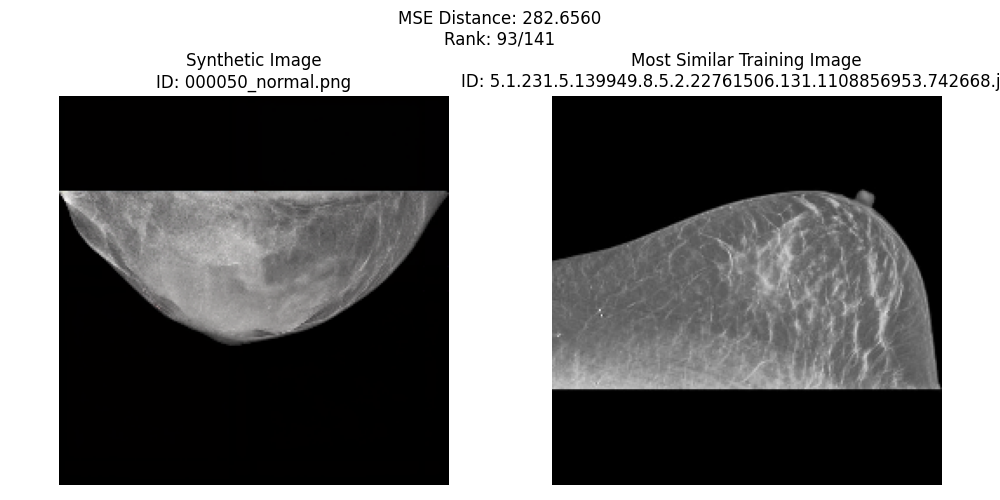 MSE Distance: 282.6560
Rank: 93/141
Synthetic Image
ID: 000050_normal.png
Most Similar Training Image
ID: 5.1.231.5.139949.8.5.2.22761506.131.1108856953.742668.j